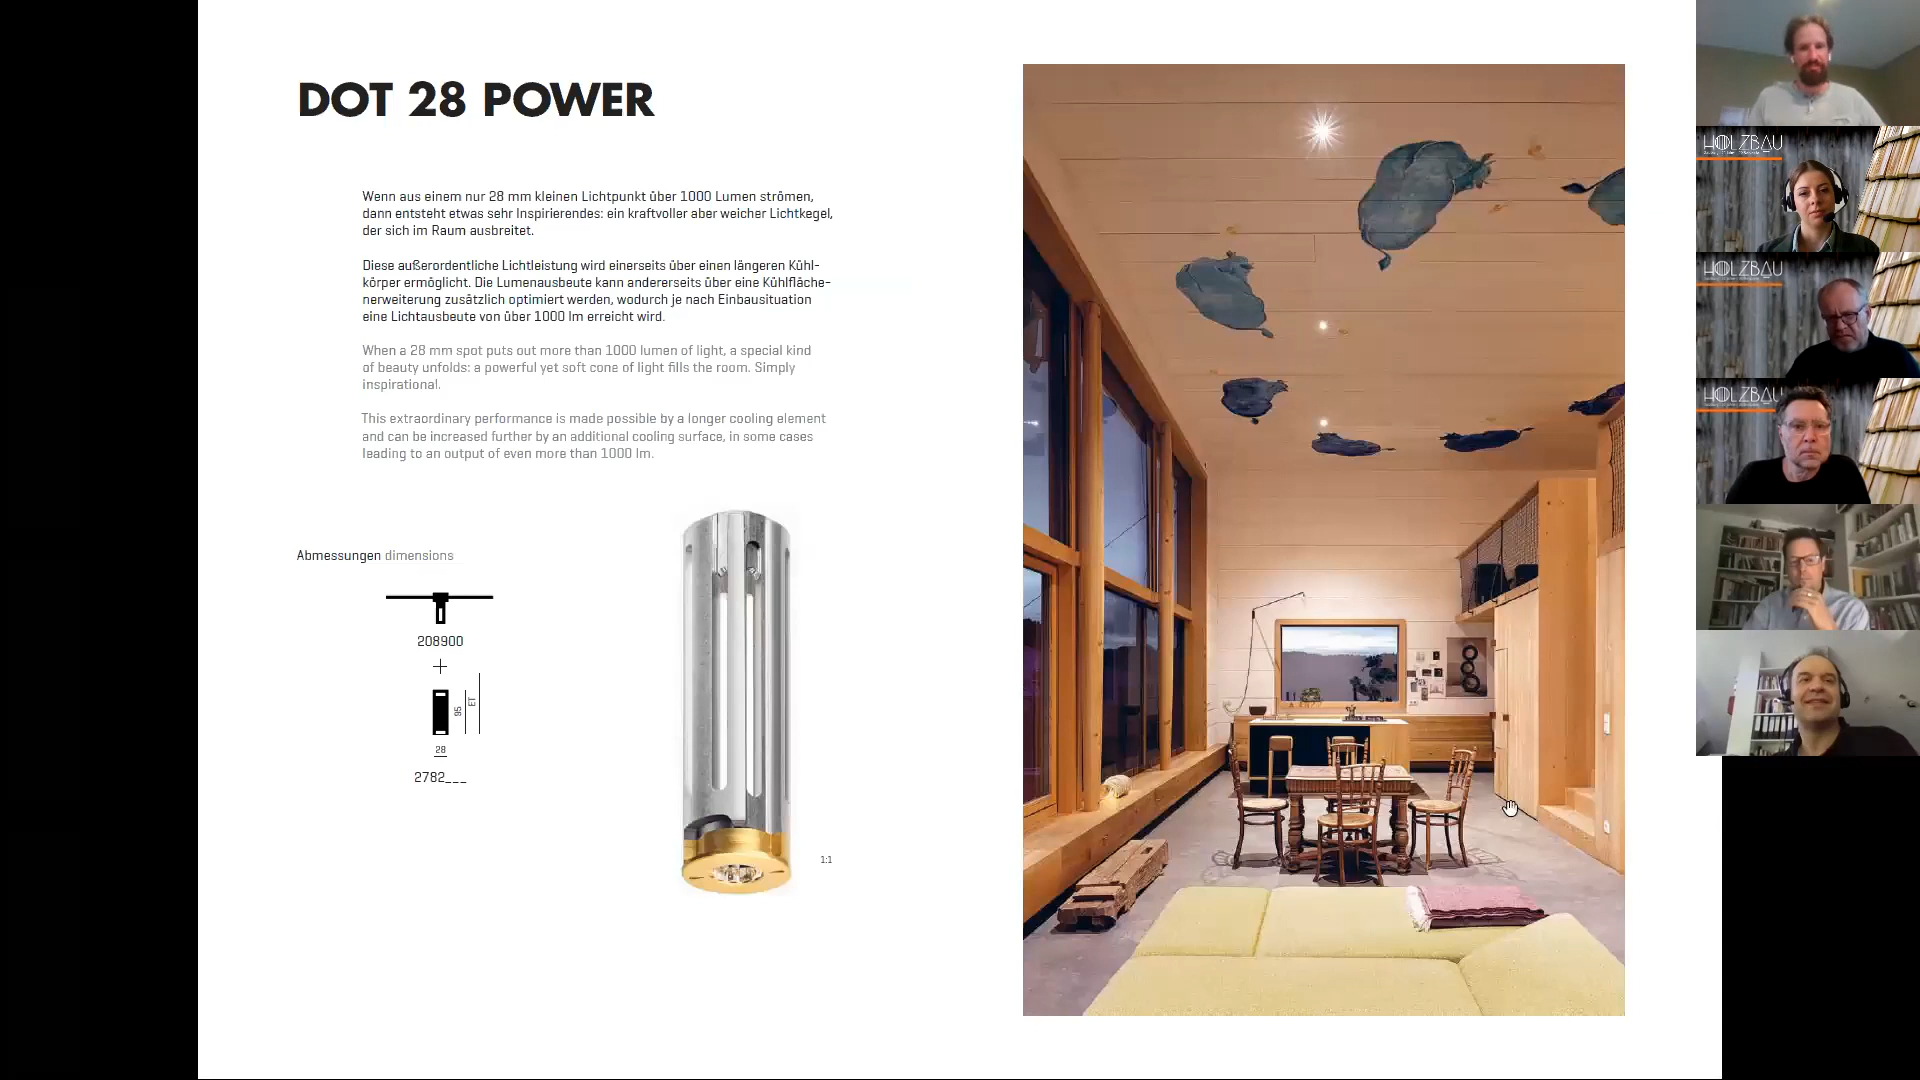 DOT 28 POWER
Wenn aus einem nur 28 mm kleinen Lichtpunkt über 1000 Lumen strömen,
dann entsteht etwas sehr Inspirierendes: ein kraftvoller aber weicher Lichtkegel,
der sich im Raum ausbreitet.
Diese außerordentliche Lichtleistung wird einerseits über einen längeren Kühl-
körper ermöglicht. Die Lumenausbeute kann andererseits über eine Kühlfläche-
nerweiterung zusätzlich optimiert werden, wodurch je nach Einbausituation
eine Lichtausbeute von über 1000 lm erreicht wird.
When a 28 mm spot puts out more than 1000 lumen of light, a special kind
of beauty unfolds: a powerful yet soft cone of light fills the room. Simply
inspirational.
This extraordinary performance is made possible by a longer cooling element
and can be increased further by an additional cooling surface, in some cases
leading to an output of even more than 1000 lm.
Abmessungen dimensions
208900
+
95
ET
28
2782___
1:1
HOLZBAU
HOLZBAU
HOLZBAU